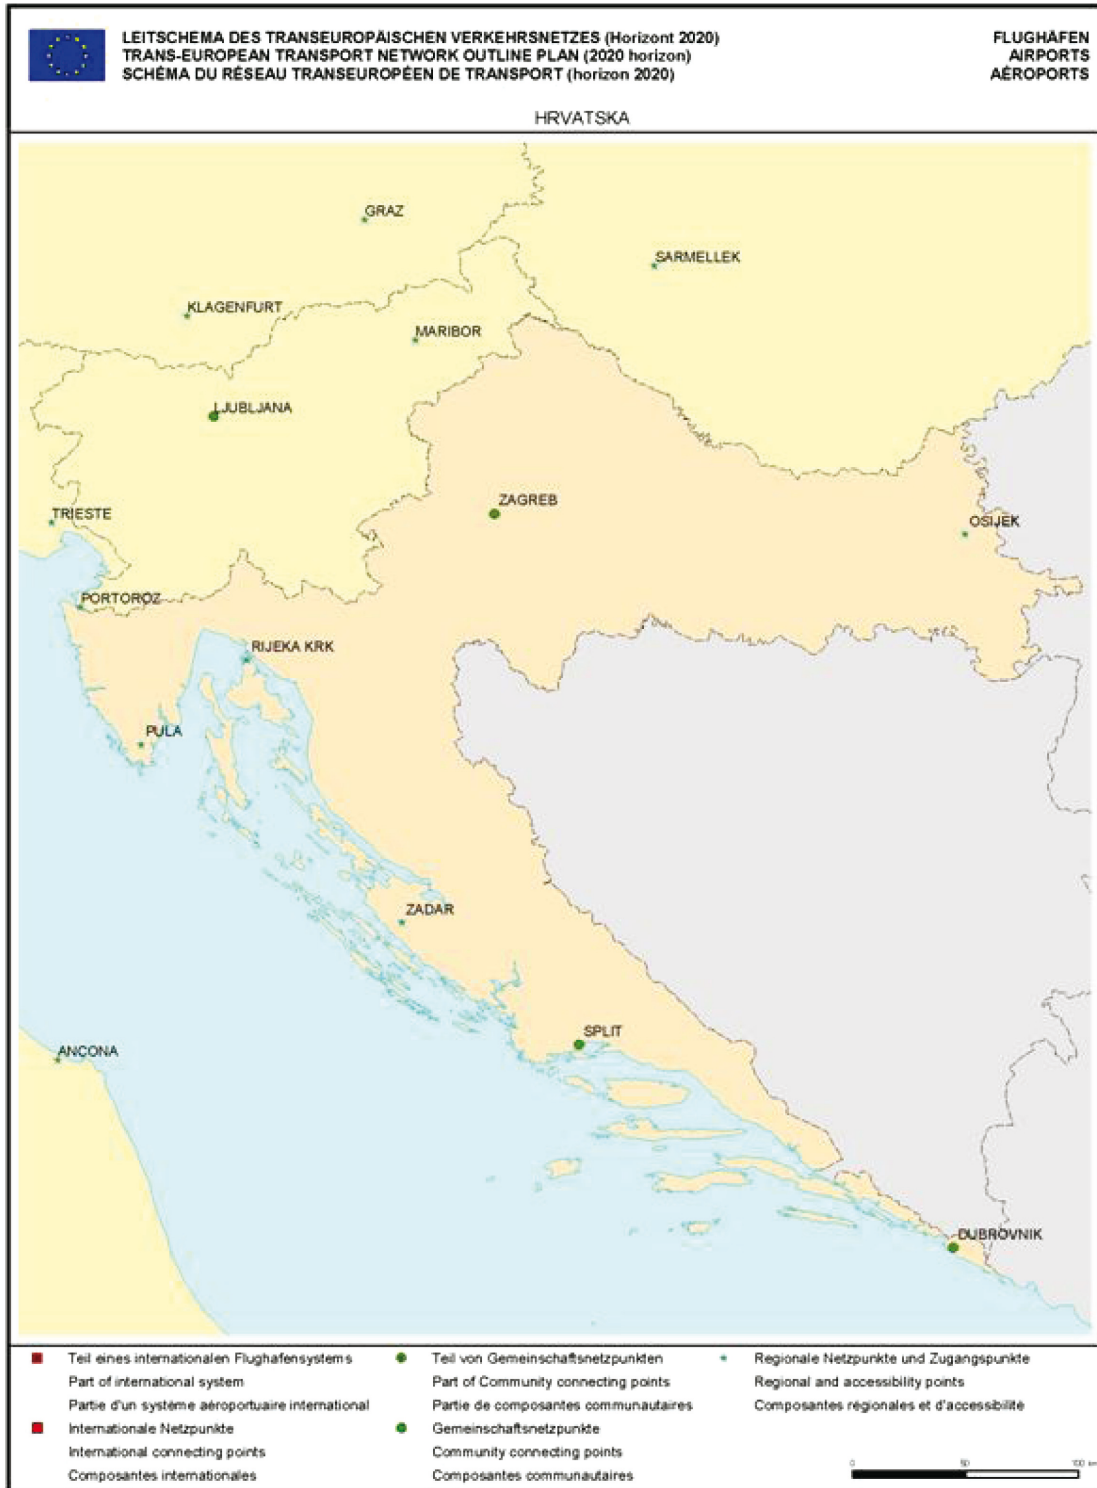 LEITSCHEMA DES TRANSEUROPÄISCHEN VERKEHRSNETZES (Horizont 2020)
TRANS-EUROPEAN TRANSPORT NETWORK OUTLINE PLAN (2020 horizon)
SCHÉMA DU RÉSEAU TRANSEUROPÉEN DE TRANSPORT (horizon 2020)
FLUGHÄFEN
AIRPORTS
AÉROPORTS
HRVATSKA
GRAZ
SARMELLEK
KLAGENFURT
MARIBOR
LJUBLJANA
ZAGREB
TRIESTE
OSIJEK
PORTOROZ
RIJEKA KRK
PULA
ZADAR
SPLIT
ANCONA
DUBROVNIK
Teil eines internationalen Flughafensystems
Part of international system
Partie d'un système aéroportuaire international
Internationale Netzpunkte
International connecting points
Composantes internationales
Teil von Gemeinschaftsnetzpunkten
Part of Community connecting points
Partie de composantes communautaires
Gemeinschaftsnetzpunkte
Community connecting points
Composantes communautaires
Regionale Netzpunkte und Zugangspunkte
Regional and accessibility points
Composantes régionales et d'accessibilité
0 50 100 km